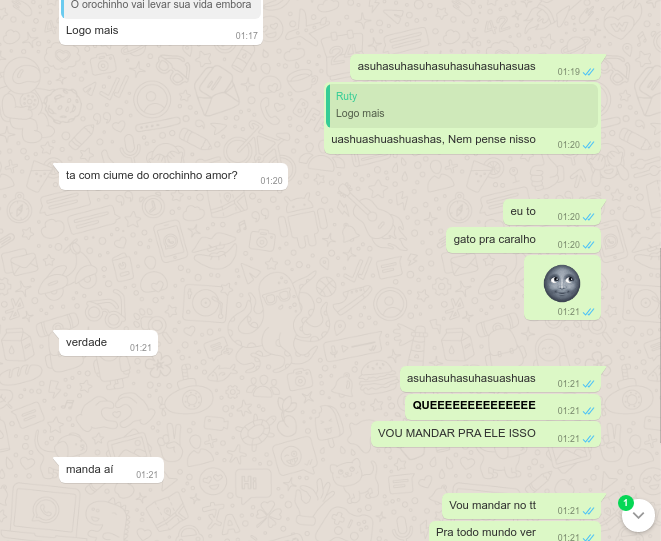 O orochinho vai levar sua vida embora
Logo mais
01:17
asuhasuhasuhasuhasuhasuhasuas
01:19
Ruty
Logo mais
uashuashuashuashas, Nem pense nisso
01:20
ta com ciume do orochinho amor?
01:20
eu to
01:20
gato pra caralho
01:20
01:21
verdade
01:21
asuhasuhasuhasuashuas
01:21
QUEEEEEEEEEEEEEE
01:21
VOU MANDAR PRA ELE ISSO
01:21
manda aí
01:21
Vou mandar no tt
01:21
1
Pra todo mundo ver
01:21